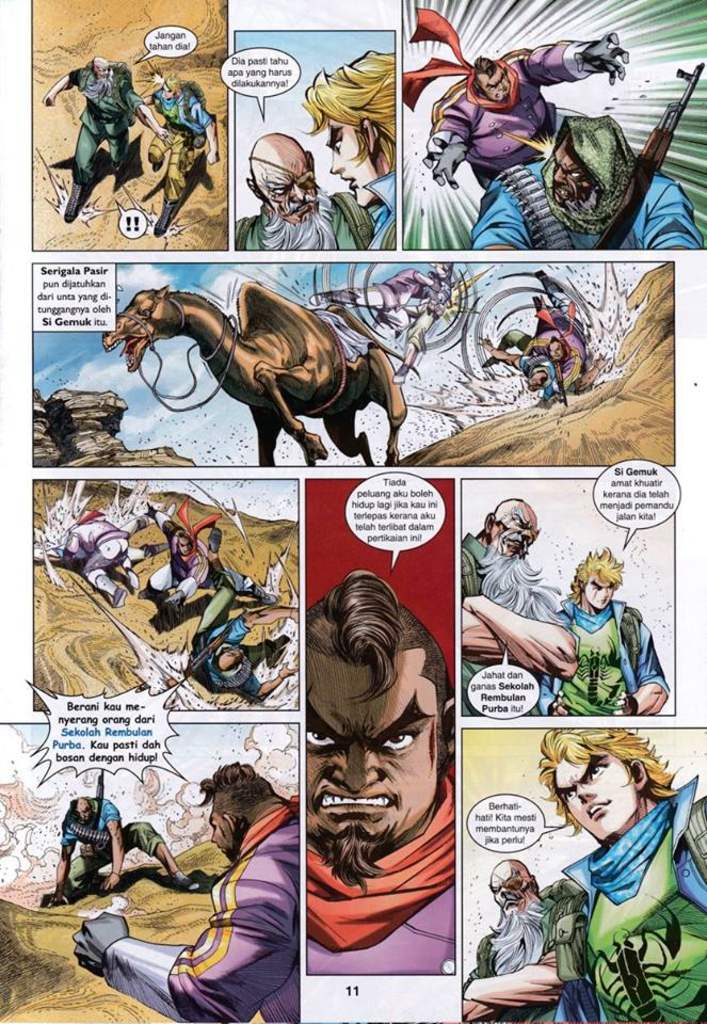 Jangan
tahan dia!
!!
Dia pasti tahu
apa yang harus
dilakukannya!
Serigala Pasir
pun dijatuhkan
dari unta yang di-
tunggangnya oleh
Si Gemuk itu.
Tiada
peluang aku boleh
hidup lagi jika kau ini
terlepas kerana aku
telah terlibat dalam
pertikaian ini!
Si Gemuk
amat khuatir
kerana dia telah
menjadi pemandu
jalan kita!
Jahat dan
ganas Sekolah
Rembulan
Purba itu!
Berani kau me-
nyerang orang dari
Sekolah Rembulan
Purba. Kau pasti dah
bosan dengan hidup!
Berhati-
hati! Kita mesti
membantunya
jika perlu!
11